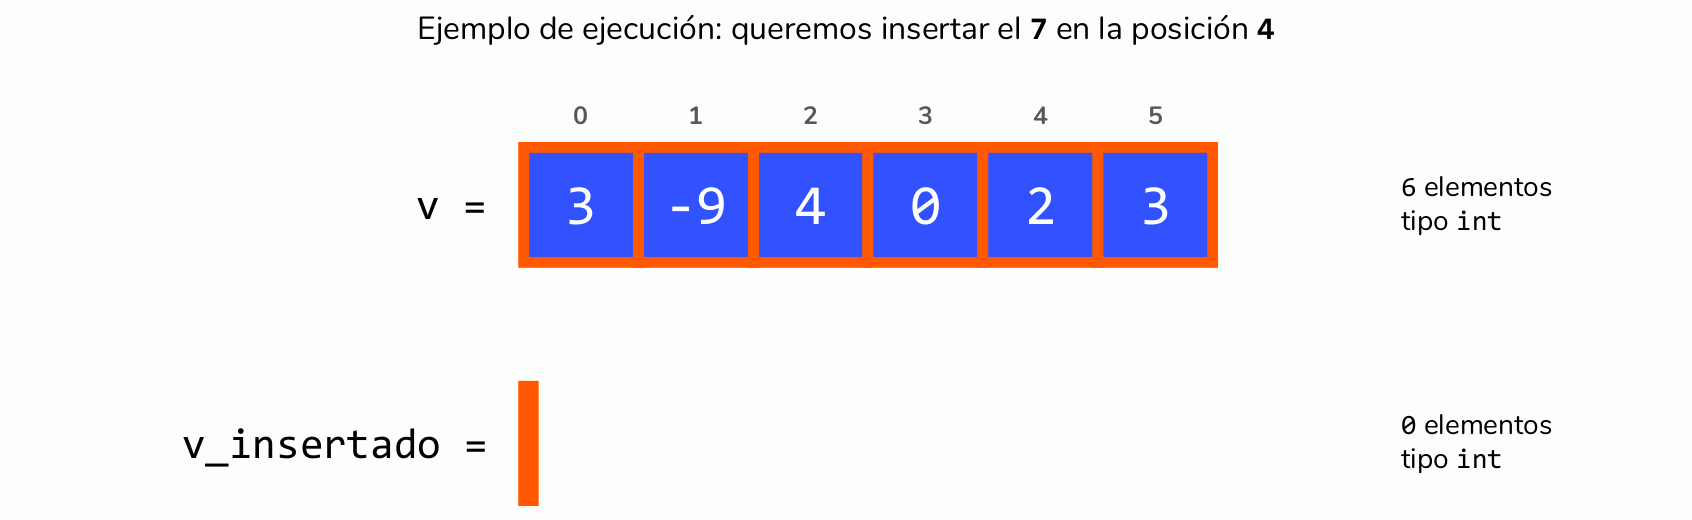 Ejemplo de ejecución: queremos insertar el 7 en la posición 4
0 1 2 3 4 5
v = 3 -9 4 0 2 3
6 elementos
tipo int
v_insertado =
0 elementos
tipo int